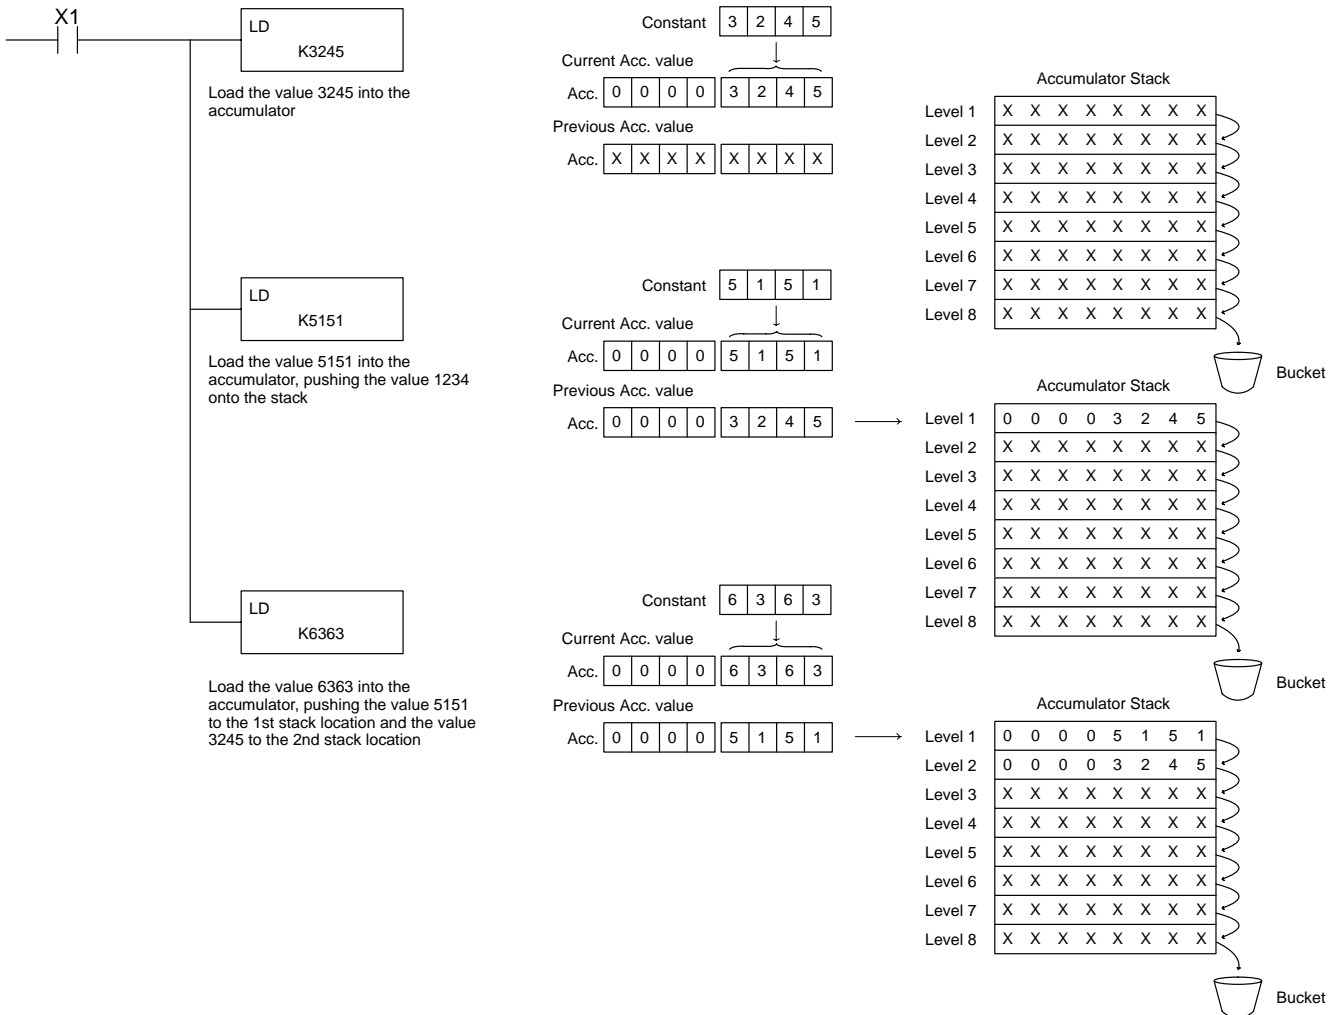 X1
LD
K3245
Load the value 3245 into the
accumulator
Constant 3 2 4 5
Current Acc. value
Acc. 0 0 0 0 3 2 4 5
Previous Acc. value
Acc. X X X X X X X X
Accumulator Stack
Level 1 X X X X X X X X
Level 2 X X X X X X X X
Level 3 X X X X X X X X
Level 4 X X X X X X X X
Level 5 X X X X X X X X
Level 6 X X X X X X X X
Level 7 X X X X X X X X
Level 8 X X X X X X X X
Bucket
LD
K5151
Load the value 5151 into the
accumulator, pushing the value 1234
onto the stack
Constant 5 1 5 1
Current Acc. value
Acc. 0 0 0 0 5 1 5 1
Previous Acc. value
Acc. 0 0 0 0 3 2 4 5
Accumulator Stack
Level 1 0 0 0 0 3 2 4 5
Level 2 X X X X X X X X
Level 3 X X X X X X X X
Level 4 X X X X X X X X
Level 5 X X X X X X X X
Level 6 X X X X X X X X
Level 7 X X X X X X X X
Level 8 X X X X X X X X
Bucket
LD
K6363
Load the value 6363 into the
accumulator, pushing the value 5151
to the 1st stack location and the value
3245 to the 2nd stack location
Constant 6 3 6 3
Current Acc. value
Acc. 0 0 0 0 6 3 6 3
Previous Acc. value
Acc. 0 0 0 0 5 1 5 1
Accumulator Stack
Level 1 0 0 0 0 5 1 5 1
Level 2 0 0 0 0 3 2 4 5
Level 3 X X X X X X X X
Level 4 X X X X X X X X
Level 5 X X X X X X X X
Level 6 X X X X X X X X
Level 7 X X X X X X X X
Level 8 X X X X X X X X
Bucket